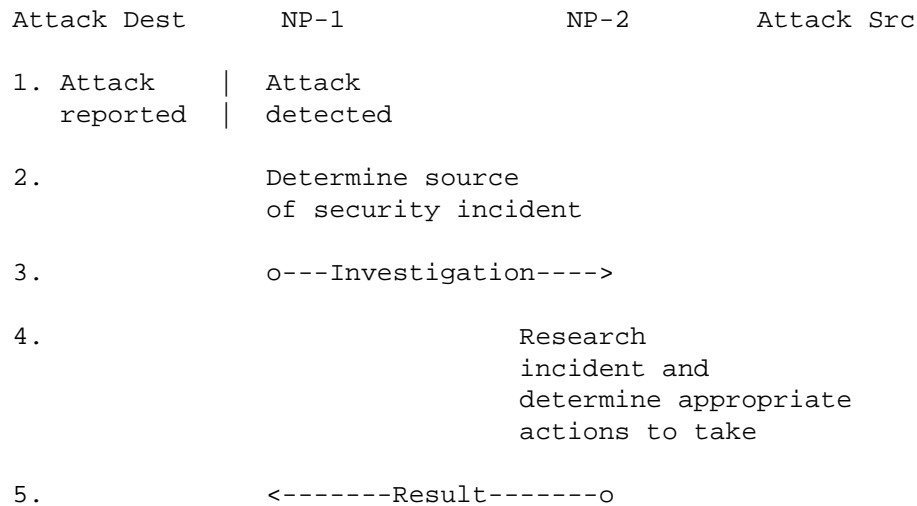 Attack Dest      NP-1                 NP-2        Attack Src

1. Attack    |  Attack
   reported  |  detected

2.              Determine source
                of security incident

3.              o---Investigation---->

4.                              Research
                                incident and
                                determine appropriate
                                actions to take

5.              <-------Result-------o